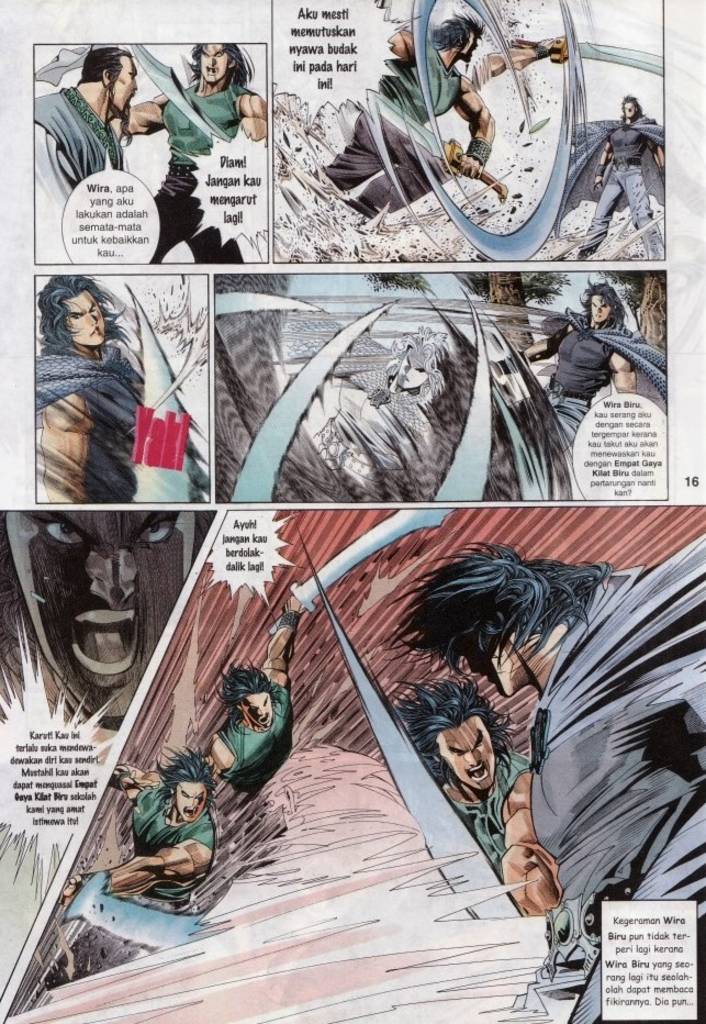 Wira, apa
yang aku
lakukan adalah
semata-mata
untuk kebaikkan
kau...
Diam!
Jangan kau
mengarut
lagi!
Aku mesti
memutuskan
nyawa budak
ini pada hari
ini!
Wira Biru,
kau serang aku
dengan secara
tergempar kerana
kau takut aku akan
menewaskan kau
dengan Empat Gaya
Kilat Biru dalam
pertarungan nanti
kan?
16
Karut! Kau ini
terlalu suka mendewa-
dewakan diri kau sendiri.
Mustahil kau akan
dapat menguasai Empat
Gaya Kilat Biru sekolah
kami yang amat
istimewa itu!
Ayuh!
Jangan kau
berdolak-
dalik lagi!
Kegeraman Wira
Biru pun tidak ter-
peri lagi kerana
Wira Biru yang seo-
rang lagi itu seolah-
olah dapat membaca
fikirannya. Dia pun...